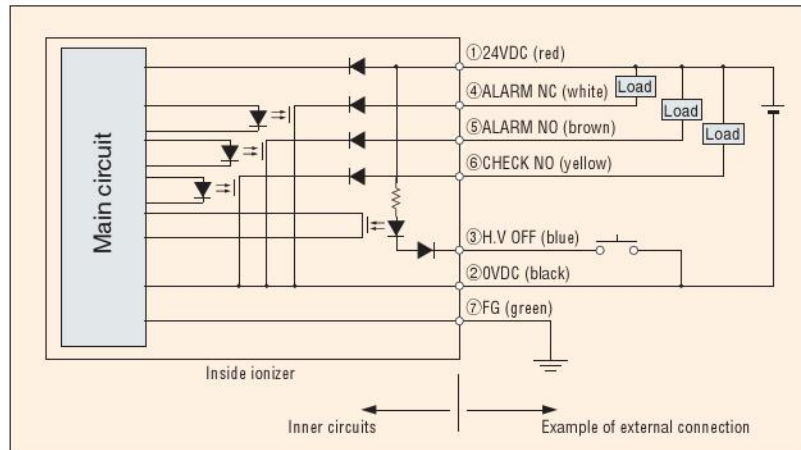 ①24VDC (red)
④ALARM NC (white)
Load
⑤ALARM NO (brown)
Load
Load
⑥CHECK NO (yellow)
Main circuit
③H.V OFF (blue)
②0VDC (black)
⑦FG (green)
Inside ionizer
Inner circuits
Example of external connection